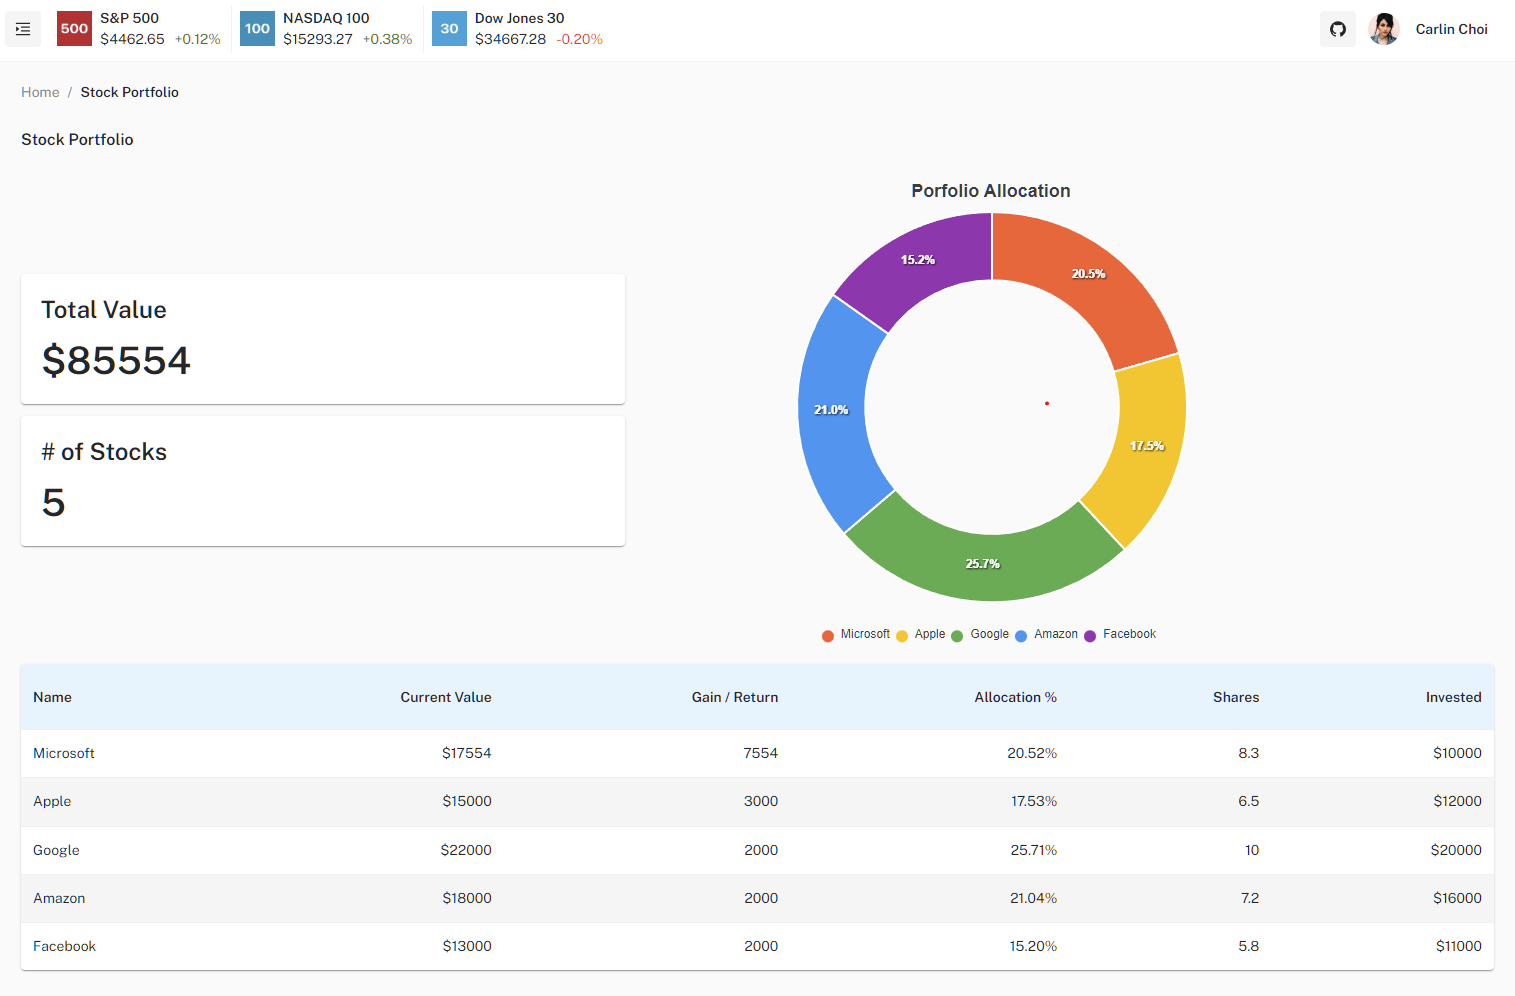 500 S&P 500 $4462.65 +0.12%
100 NASDAQ 100 $15293.27 +0.38%
30 Dow Jones 30 $34667.28 -0.20%
Carlin Choi
Home / Stock Portfolio
Stock Portfolio
Total Value
$85554
# of Stocks
5
Porfolio Allocation
15.2%
20.5%
21.0%
17.5%
25.7%
Microsoft Apple Google Amazon Facebook
Name Current Value Gain / Return Allocation % Shares Invested
Microsoft $17554 7554 20.52% 8.3 $10000
Apple $15000 3000 17.53% 6.5 $12000
Google $22000 2000 25.71% 10 $20000
Amazon $18000 2000 21.04% 7.2 $16000
Facebook $13000 2000 15.20% 5.8 $11000